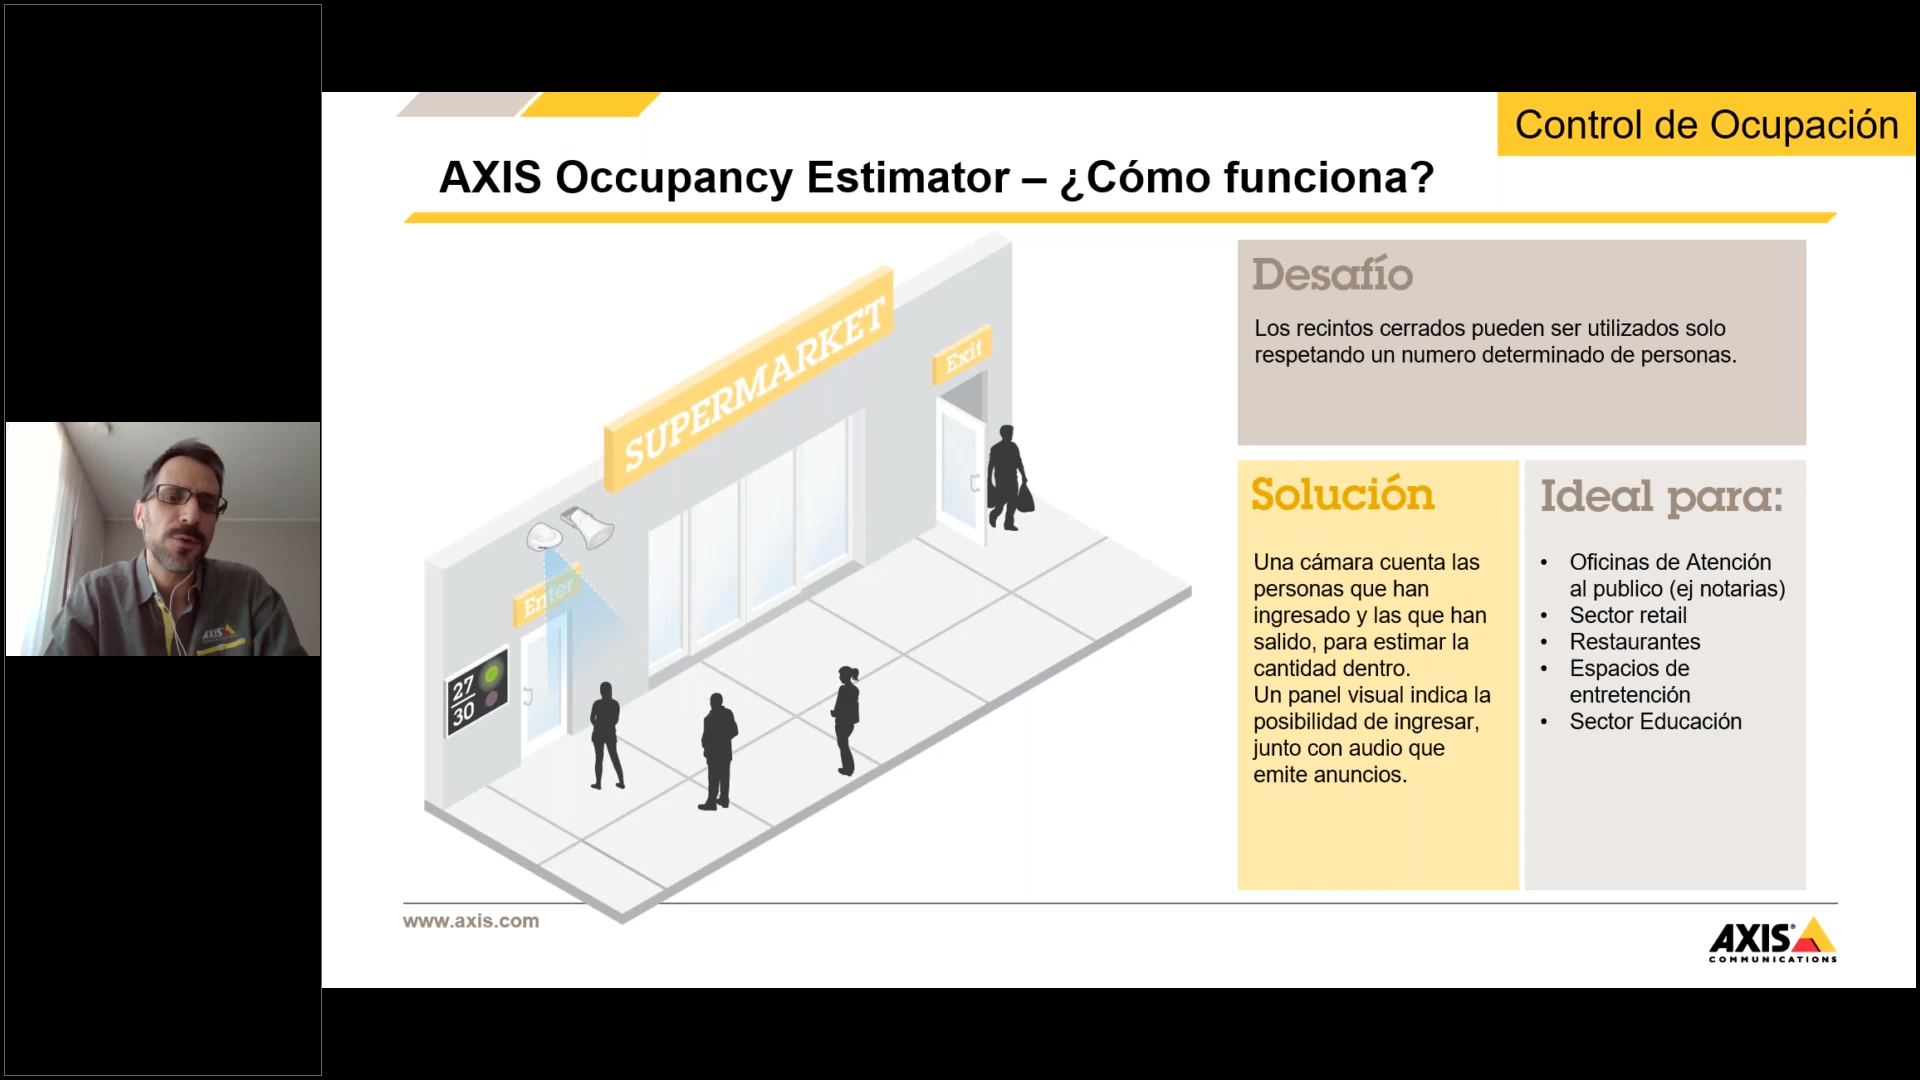 Control de Ocupación
AXIS Occupancy Estimator – ¿Cómo funciona?
SUPERMARKET
Exit
Enter
27
30
Desafío
Los recintos cerrados pueden ser utilizados solo
respetando un numero determinado de personas.
Solución
Una cámara cuenta las
personas que han
ingresado y las que han
salido, para estimar la
cantidad dentro.
Un panel visual indica la
posibilidad de ingresar,
junto con audio que
emite anuncios.
Ideal para:
• Oficinas de Atención
al publico (ej notarias)
• Sector retail
• Restaurantes
• Espacios de
entretención
• Sector Educación
www.axis.com
AXIS
COMMUNICATIONS
AXIS